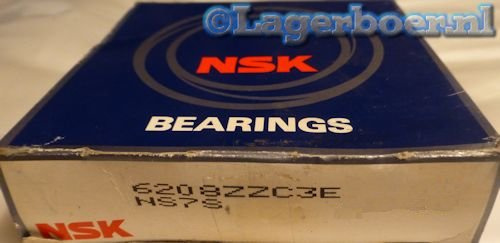 ©Lagerboer.nl
NSK
BEARINGS
6208ZZC3E
NS7S
NSK